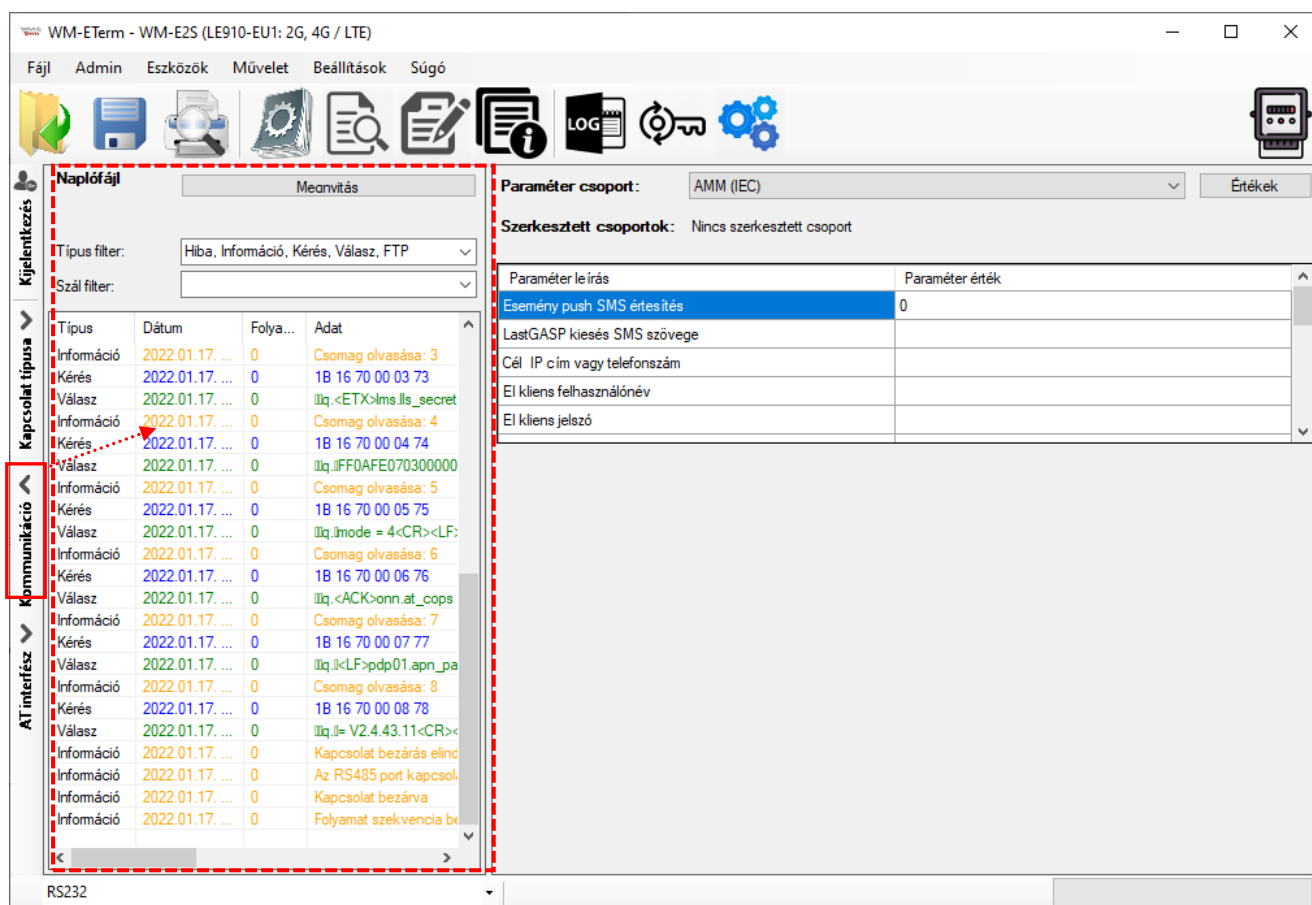 WM-ETerm - WM-E2S (LE910-EU1: 2G, 4G / LTE)
Fájl Admin Eszközök Művelet Beállítások Súgó
LOG
Kijelentkezés
Kapcsolat típusa
Kommunikáció
AT interfész
Naplófájl
Megnyitás
Típus filter: Hiba, Információ, Kérés, Válasz, FTP
Szál filter:
Típus Dátum Folya... Adat
Információ 2022.01.17. ... 0 Csomag olvasása: 3
Kérés 2022.01.17. ... 0 1B 16 70 00 03 73
Válasz 2022.01.17. ... 0 q.<ETX>lms.lls_secret
Információ 2022.01.17. ... 0 Csomag olvasása: 4
Kérés 2022.01.17. ... 0 1B 16 70 00 04 74
Válasz 2022.01.17. ... 0 q.FF0AFE070300000
Információ 2022.01.17. ... 0 Csomag olvasása: 5
Kérés 2022.01.17. ... 0 1B 16 70 00 05 75
Válasz 2022.01.17. ... 0 q.mode = 4<CR><LF>
Információ 2022.01.17. ... 0 Csomag olvasása: 6
Kérés 2022.01.17. ... 0 1B 16 70 00 06 76
Válasz 2022.01.17. ... 0 q.<ACK>onn.at_cops
Információ 2022.01.17. ... 0 Csomag olvasása: 7
Kérés 2022.01.17. ... 0 1B 16 70 00 07 77
Válasz 2022.01.17. ... 0 q.<LF>pdp01.apn_pa
Információ 2022.01.17. ... 0 Csomag olvasása: 8
Kérés 2022.01.17. ... 0 1B 16 70 00 08 78
Válasz 2022.01.17. ... 0 q.= V2.4.43.11<CR><
Információ 2022.01.17. ... 0 Kapcsolat bezárás elind
Információ 2022.01.17. ... 0 Az RS485 port kapcsol
Információ 2022.01.17. ... 0 Kapcsolat bezárva
Információ 2022.01.17. ... 0 Folyamat szekvencia be
Paraméter csoport: AMM (IEC) Értékek
Szerkesztett csoportok: Nincs szerkesztett csoport
Paraméter leírás Paraméter érték
Esemény push SMS értesítés 0
LastGASP kiesés SMS szövege
Cél IP cím vagy telefonszám
EI kliens felhasználónév
EI kliens jelszó
RS232